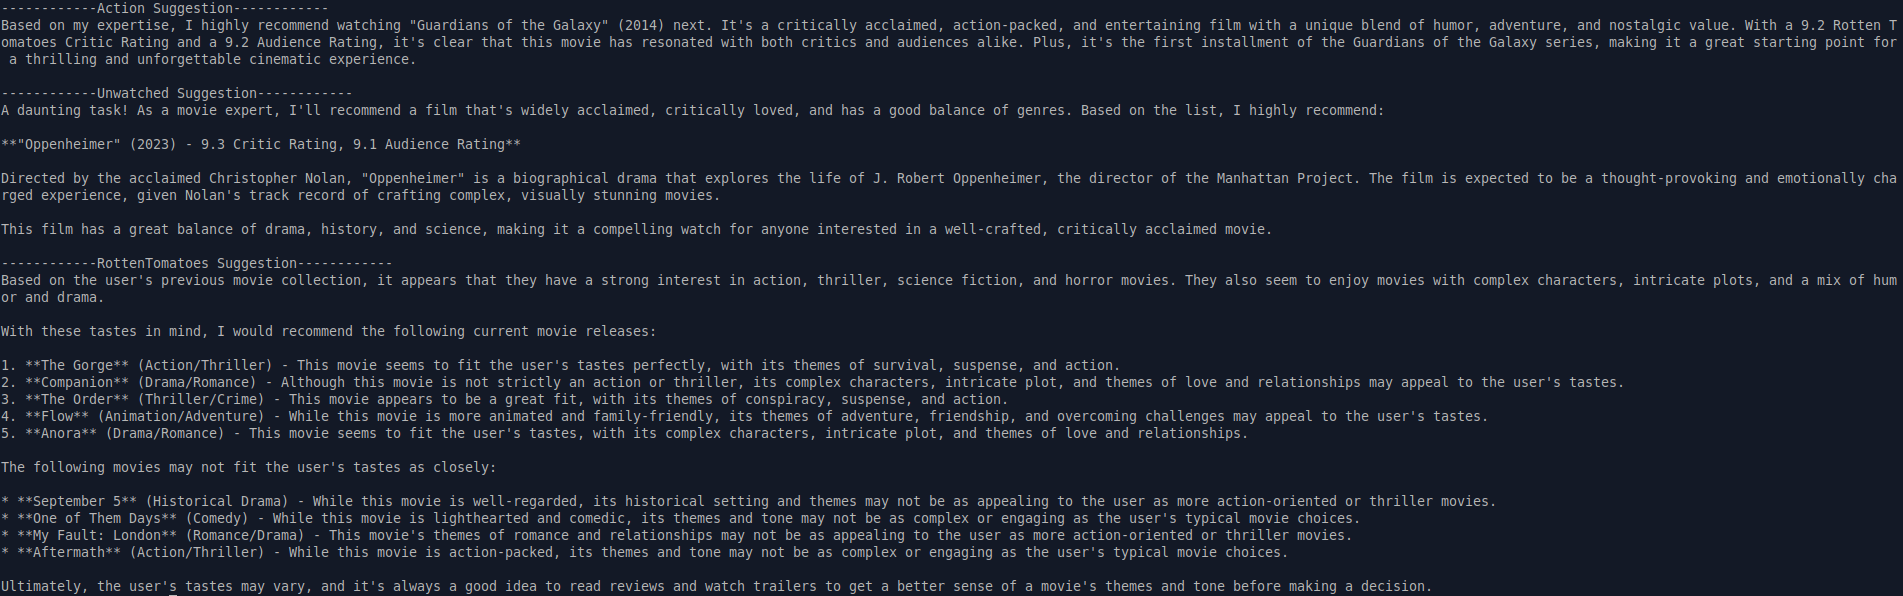 ------------Action Suggestion------------
Based on my expertise, I highly recommend watching "Guardians of the Galaxy" (2014) next. It's a critically acclaimed, action-packed, and entertaining film with a unique blend of humor, adventure, and nostalgic value. With a 9.2 Rotten T
omatoes Critic Rating and a 9.2 Audience Rating, it's clear that this movie has resonated with both critics and audiences alike. Plus, it's the first installment of the Guardians of the Galaxy series, making it a great starting point for
 a thrilling and unforgettable cinematic experience.

------------Unwatched Suggestion------------
A daunting task! As a movie expert, I'll recommend a film that's widely acclaimed, critically loved, and has a good balance of genres. Based on the list, I highly recommend:

**"Oppenheimer" (2023) - 9.3 Critic Rating, 9.1 Audience Rating**

Directed by the acclaimed Christopher Nolan, "Oppenheimer" is a biographical drama that explores the life of J. Robert Oppenheimer, the director of the Manhattan Project. The film is expected to be a thought-provoking and emotionally cha
rged experience, given Nolan's track record of crafting complex, visually stunning movies.

This film has a great balance of drama, history, and science, making it a compelling watch for anyone interested in a well-crafted, critically acclaimed movie.

------------RottenTomatoes Suggestion------------
Based on the user's previous movie collection, it appears that they have a strong interest in action, thriller, science fiction, and horror movies. They also seem to enjoy movies with complex characters, intricate plots, and a mix of hum
or and drama.

With these tastes in mind, I would recommend the following current movie releases:

1. **The Gorge** (Action/Thriller) - This movie seems to fit the user's tastes perfectly, with its themes of survival, suspense, and action.
2. **Companion** (Drama/Romance) - Although this movie is not strictly an action or thriller, its complex characters, intricate plot, and themes of love and relationships may appeal to the user's tastes.
3. **The Order** (Thriller/Crime) - This movie appears to be a great fit, with its themes of conspiracy, suspense, and action.
4. **Flow** (Animation/Adventure) - While this movie is more animated and family-friendly, its themes of adventure, friendship, and overcoming challenges may appeal to the user's tastes.
5. **Anora** (Drama/Romance) - This movie seems to fit the user's tastes, with its complex characters, intricate plot, and themes of love and relationships.

The following movies may not fit the user's tastes as closely:

* **September 5** (Historical Drama) - While this movie is well-regarded, its historical setting and themes may not be as appealing to the user as more action-oriented or thriller movies.
* **One of Them Days** (Comedy) - While this movie is lighthearted and comedic, its themes and tone may not be as complex or engaging as the user's typical movie choices.
* **My Fault: London** (Romance/Drama) - This movie's themes of romance and relationships may not be as appealing to the user as more action-oriented or thriller movies.
* **Aftermath** (Action/Thriller) - While this movie is action-packed, its themes and tone may not be as complex or engaging as the user's typical movie choices.

Ultimately, the user's tastes may vary, and it's always a good idea to read reviews and watch trailers to get a better sense of a movie's themes and tone before making a decision.